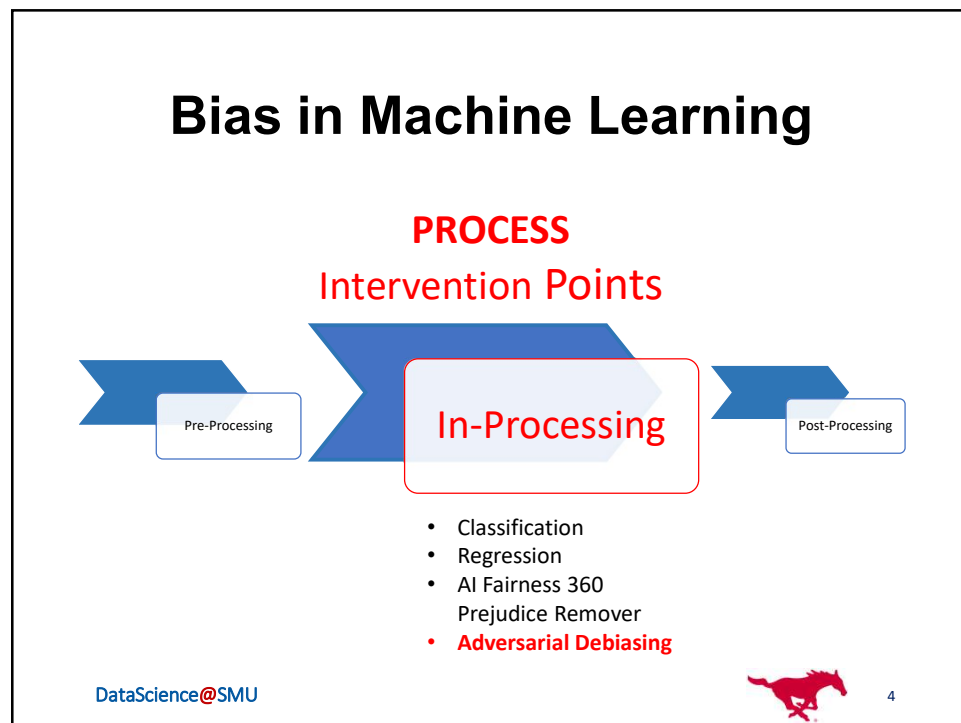 Bias in Machine Learning
PROCESS
Intervention Points
Pre-Processing
In-Processing
Post-Processing
• Classification
• Regression
• AI Fairness 360
Prejudice Remover
• Adversarial Debiasing
DataScience@SMU
4